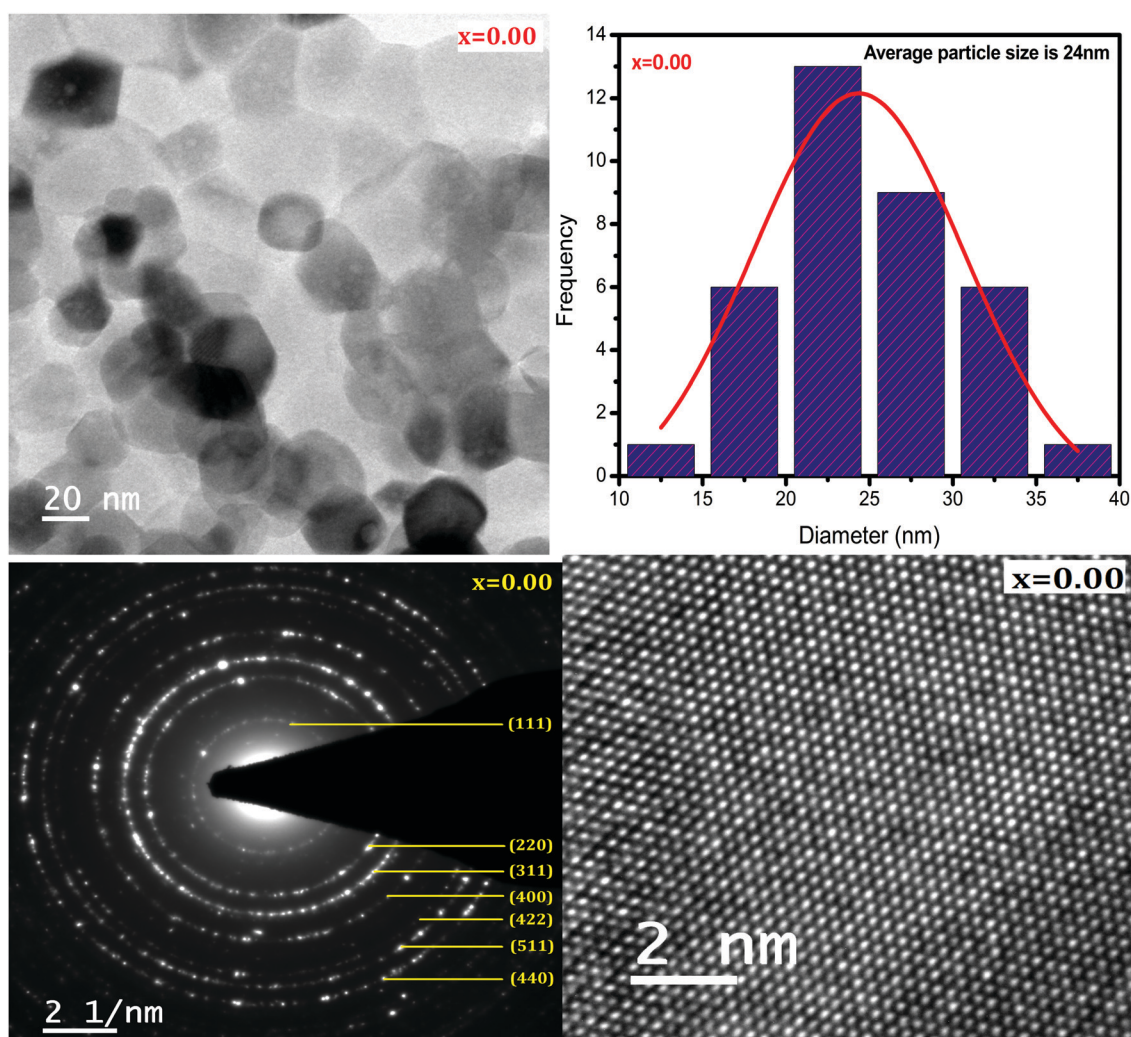 x=0.00
20 nm
x=0.00
Average particle size is 24nm
14
12
10
8
6
4
2
0
Frequency
10 15 20 25 30 35 40
Diameter (nm)
x=0.00
(111)
(220)
(311)
(400)
(422)
(511)
(440)
2 1/nm
x=0.00
2 nm